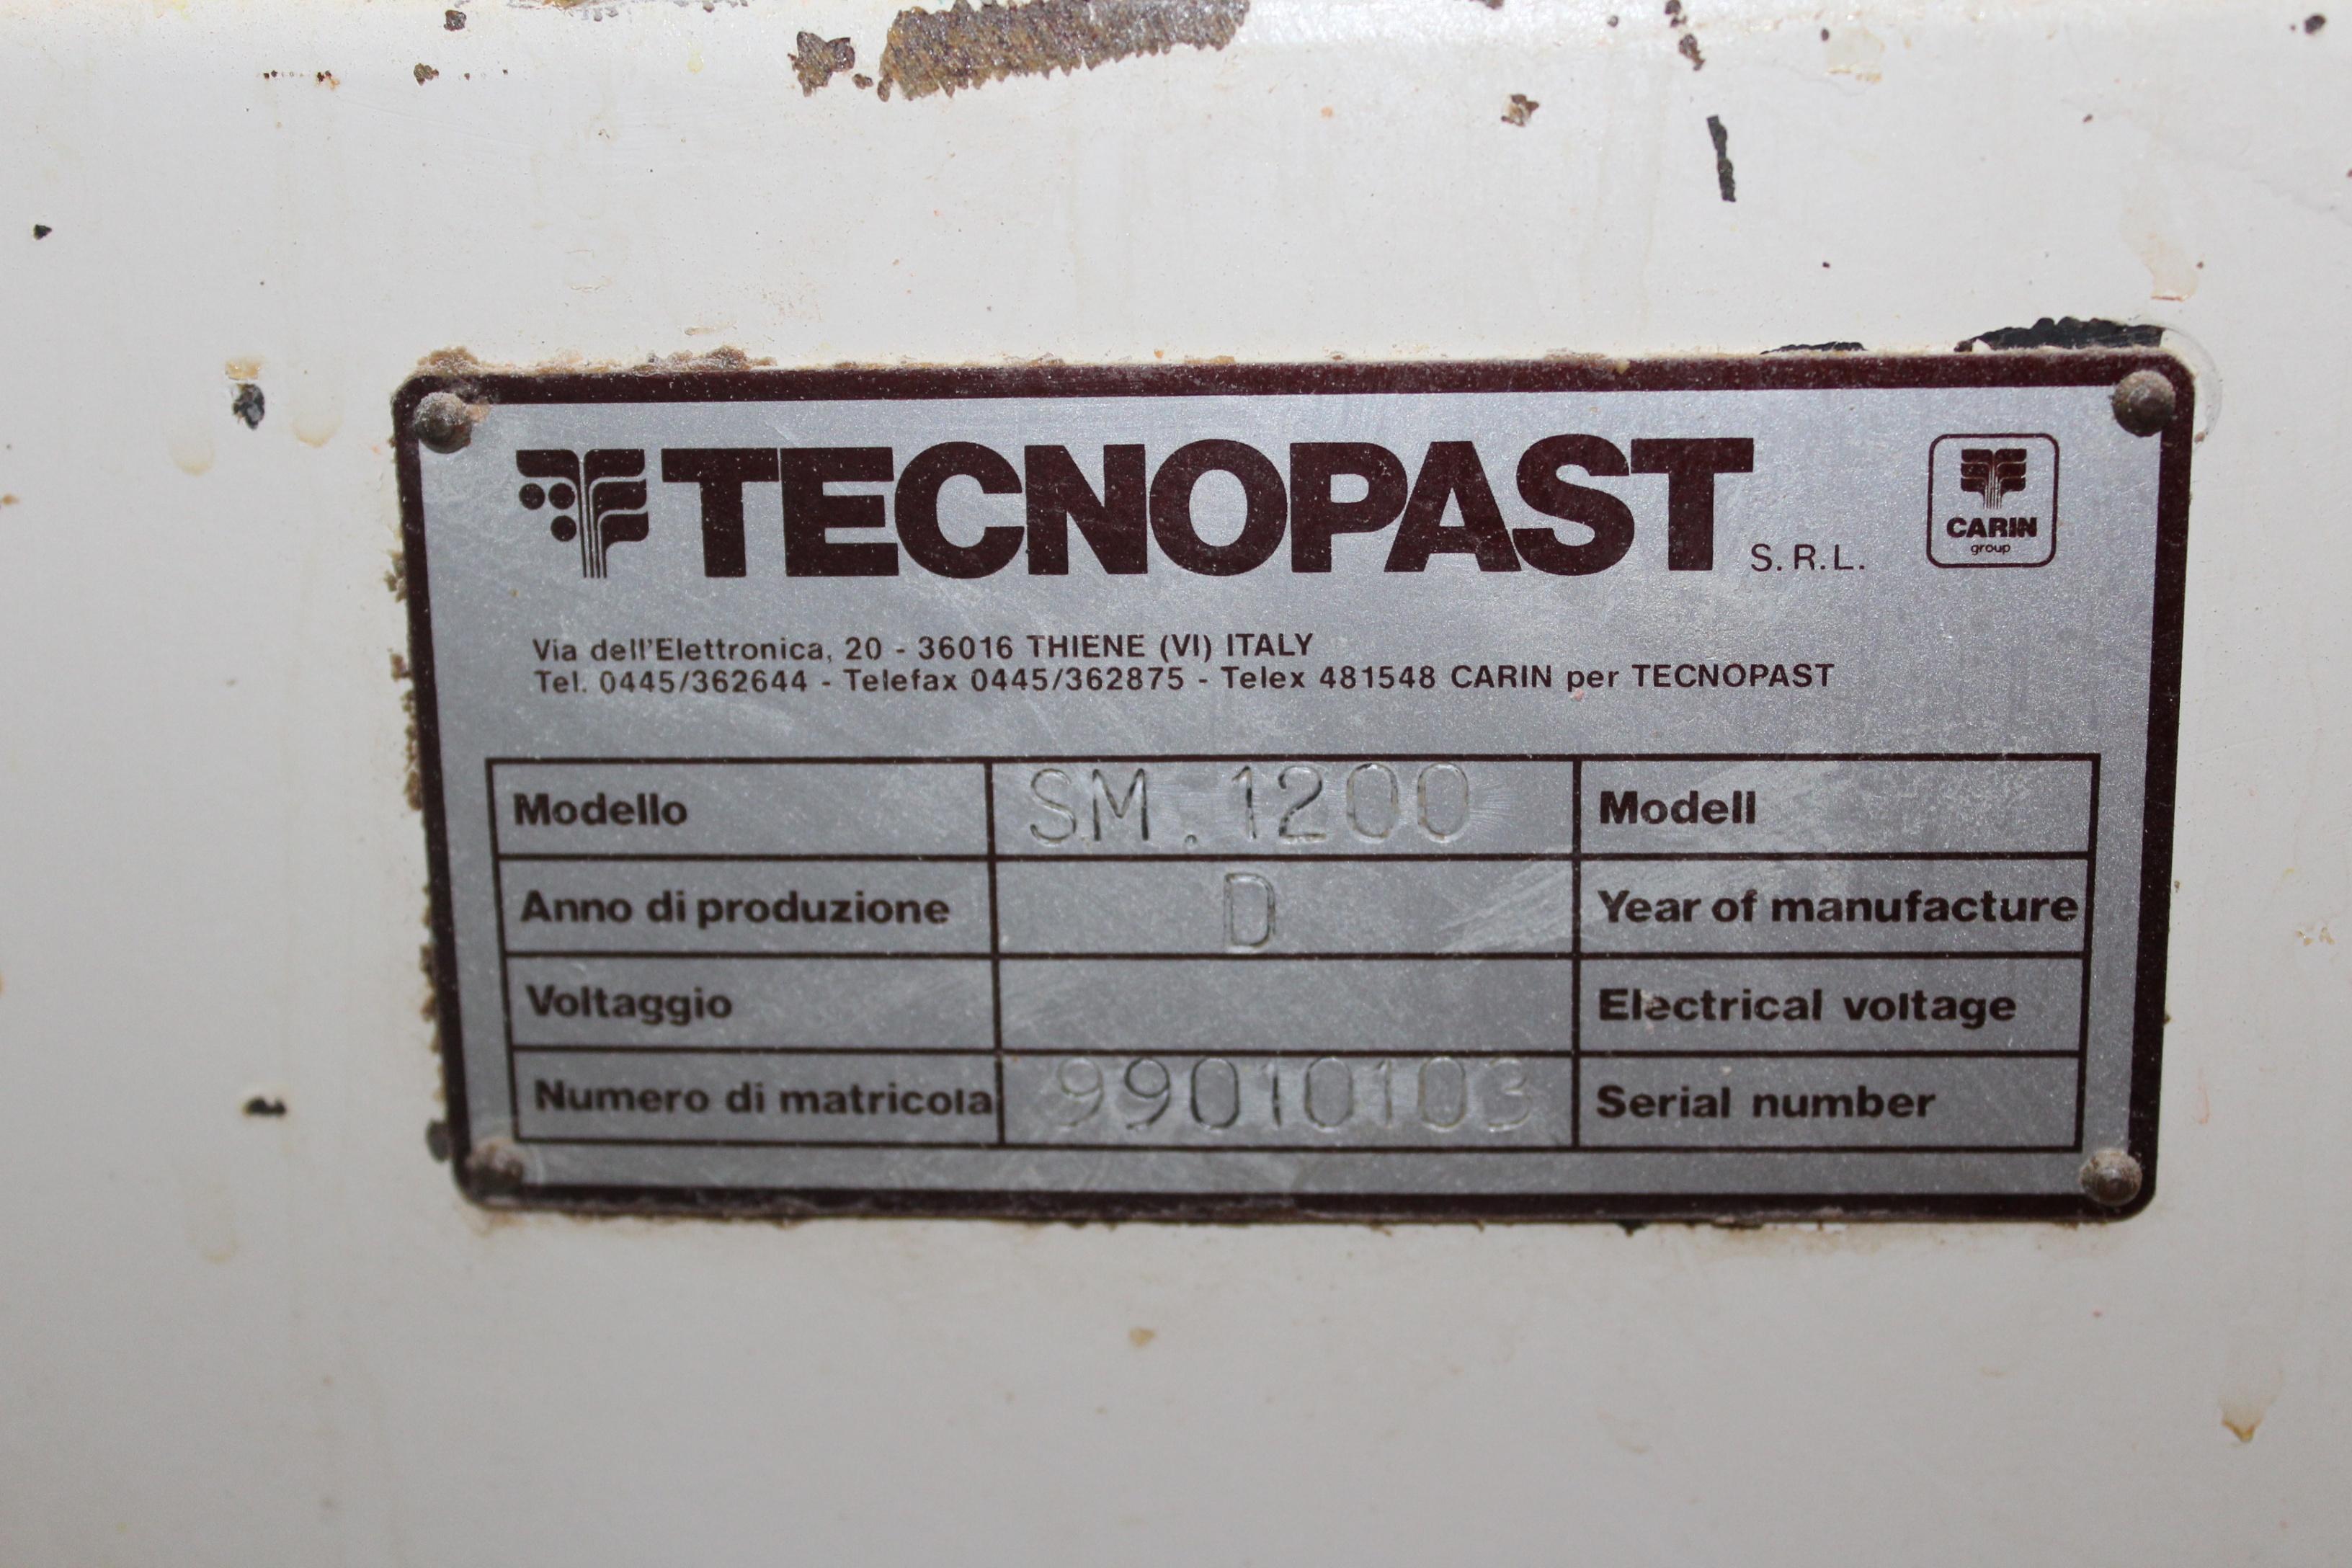 TECNOPAST S.R.L.
CARIN
group
Via dell'Elettronica, 20 - 36016 THIENE (VI) ITALY
Tel. 0445/362644 - Telefax 0445/362875 - Telex 481548 CARIN per TECNOPAST
Modello SM.1200 Modell
Anno di produzione D Year of manufacture
Voltaggio Electrical voltage
Numero di matricola 99010103 Serial number